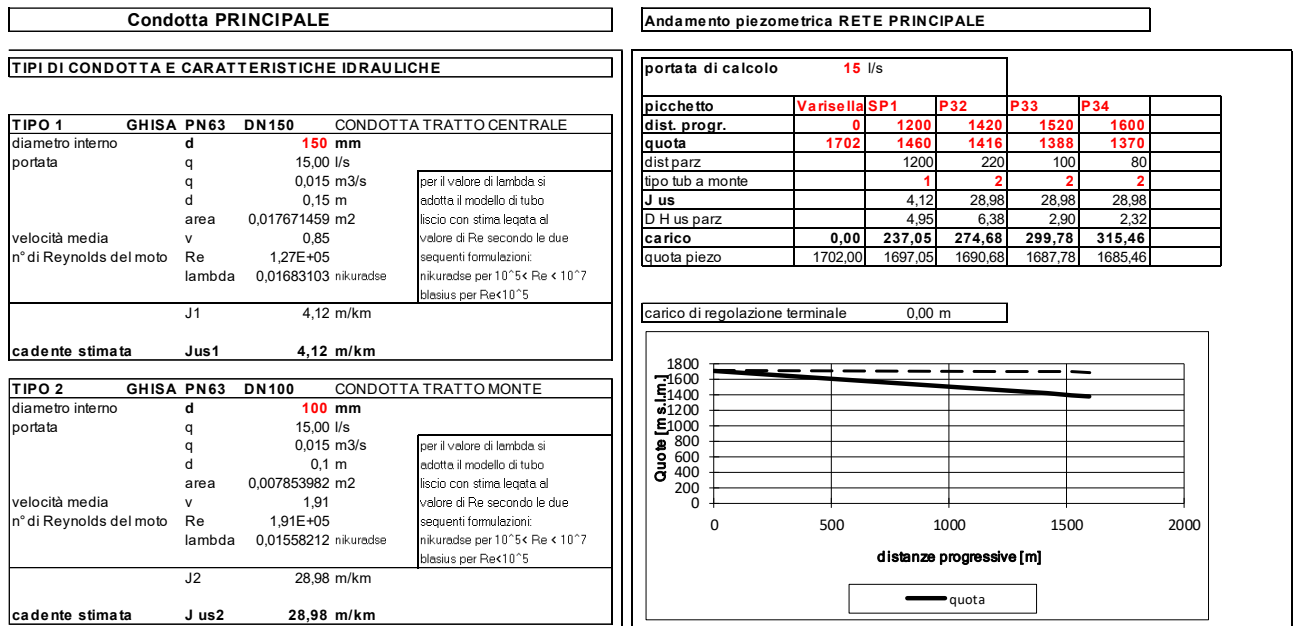 Condotta PRINCIPALE
TIPI DI CONDOTTA E CARATTERISTICHE IDRAULICHE
TIPO 1 GHISA PN63 DN150 CONDOTTA TRATTO CENTRALE
diametro interno d 150 mm
portata q 15,00 l/s
q 0,015 m3/s per il valore di lambda si
d 0,15 m adotta il modello di tubo
area 0,017671459 m2 liscio con stima legata al
velocità media v 0,85 valore di Re secondo le due
n° di Reynolds del moto Re 1,27E+05 seguenti formulazioni:
lambda 0,01683103 nikuradse nikuradse per 10^5< Re < 10^7
blasius per Re<10^5
J1 4,12 m/km
cadente stimata Jus1 4,12 m/km
TIPO 2 GHISA PN63 DN100 CONDOTTA TRATTO MONTE
diametro interno d 100 mm
portata q 15,00 l/s
q 0,015 m3/s per il valore di lambda si
d 0,1 m adotta il modello di tubo
area 0,007853982 m2 liscio con stima legata al
velocità media v 1,91 valore di Re secondo le due
n° di Reynolds del moto Re 1,91E+05 seguenti formulazioni:
lambda 0,01558212 nikuradse nikuradse per 10^5< Re < 10^7
blasius per Re<10^5
J2 28,98 m/km
cadente stimata J us2 28,98 m/km
Andamento piezometrica RETE PRINCIPALE
portata di calcolo 15 l/s
picchetto Varisella SP1 P32 P33 P34
dist. progr. 0 1200 1420 1520 1600
quota 1702 1460 1416 1388 1370
dist parz 1200 220 100 80
tipo tub a monte 1 2 2 2
J us 4,12 28,98 28,98 28,98
D H us parz 4,95 6,38 2,90 2,32
carico 0,00 237,05 274,68 299,78 315,46
quota piezo 1702,00 1697,05 1690,68 1687,78 1685,46
carico di regolazione terminale 0,00 m
Quote [m s.l.m.]
1800
1600
1400
1200
1000
800
600
400
200
0
0 500 1000 1500 2000
distanze progressive [m]
quota